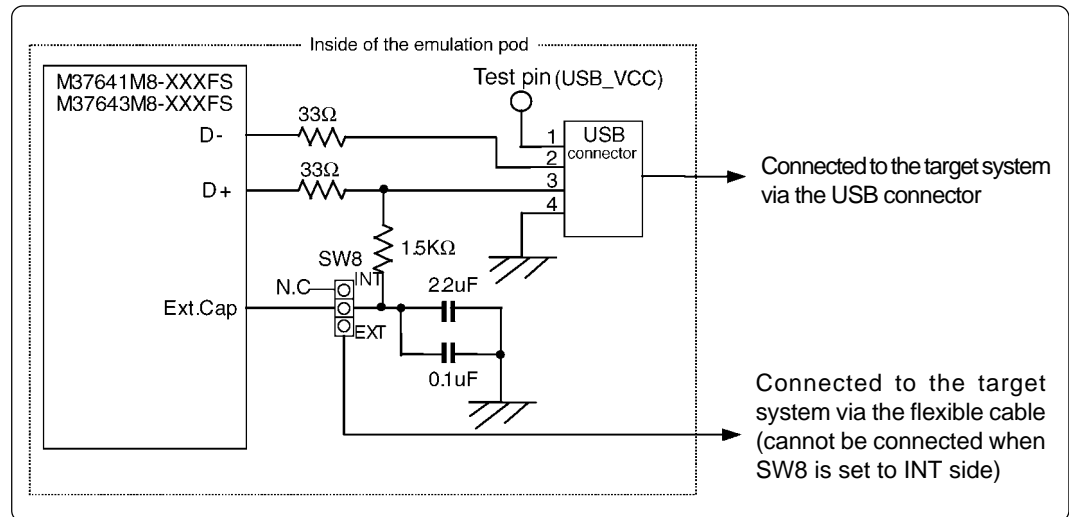 Inside of the emulation pod
M37641M8-XXXFS
M37643M8-XXXFS
Test pin (USB_VCC)
33Ω
D-
1
USB
connector
2
33Ω
D+
3
4
Connected to the target system
via the USB connector
1.5KΩ
SW8
INT
N.C
2.2uF
Ext.Cap
EXT
0.1uF
Connected to the target
system via the flexible cable
(cannot be connected when
SW8 is set to INT side)